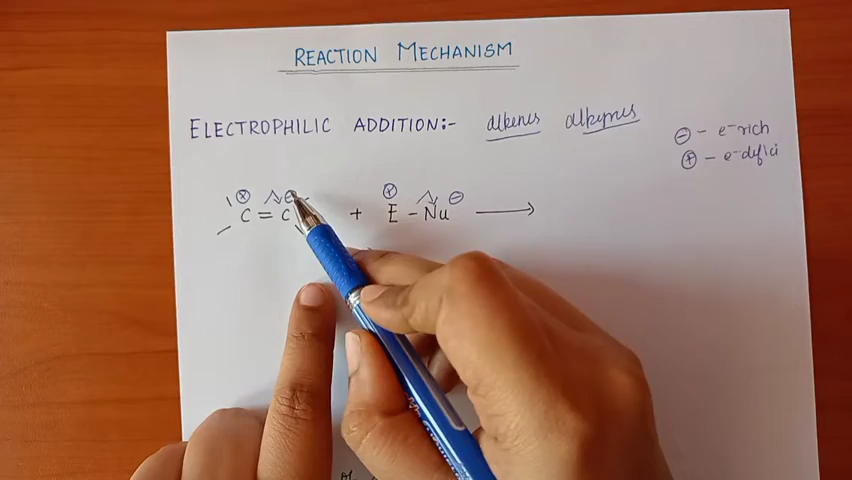 REACTION MECHANISM
ELECTROPHILIC ADDITION:- alkenes alkynes
⊖ - e⁻rich
⊕ - e⁻defici
⊕ ⊖ ⊕ ⊖
C = C + E - Nu →